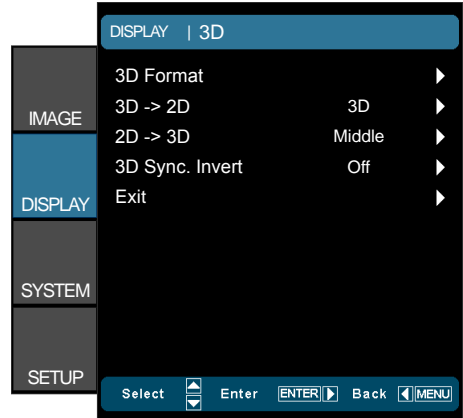 DISPLAY | 3D
3D Format
3D -> 2D 3D
2D -> 3D Middle
3D Sync. Invert Off
Exit
IMAGE
DISPLAY
SYSTEM
SETUP
Select Enter ENTER Back MENU